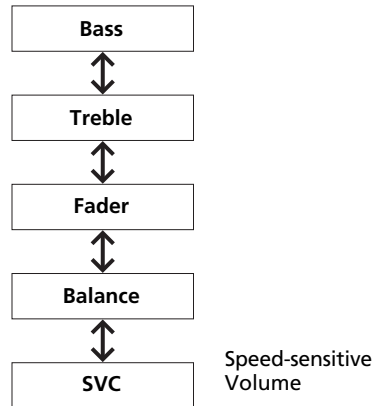 Bass
Treble
Fader
Balance
SVC
Speed-sensitive
Volume